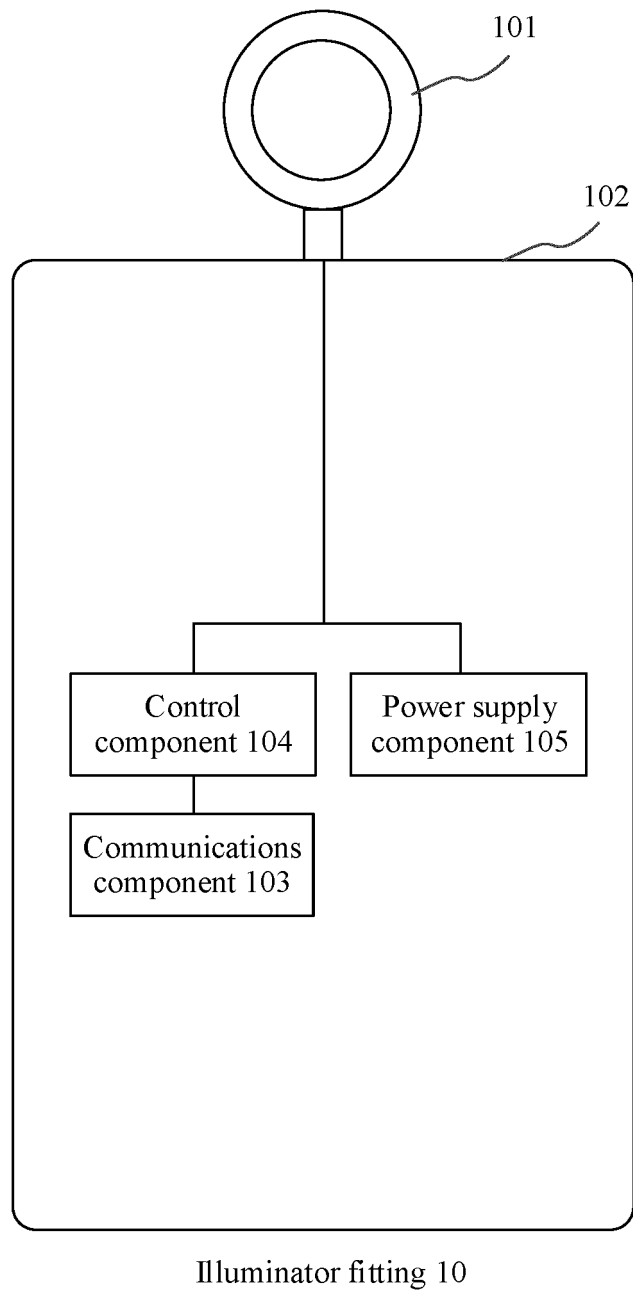 101
102
Control
component 104
Power supply
component 105
Communications
component 103
Illuminator fitting 10